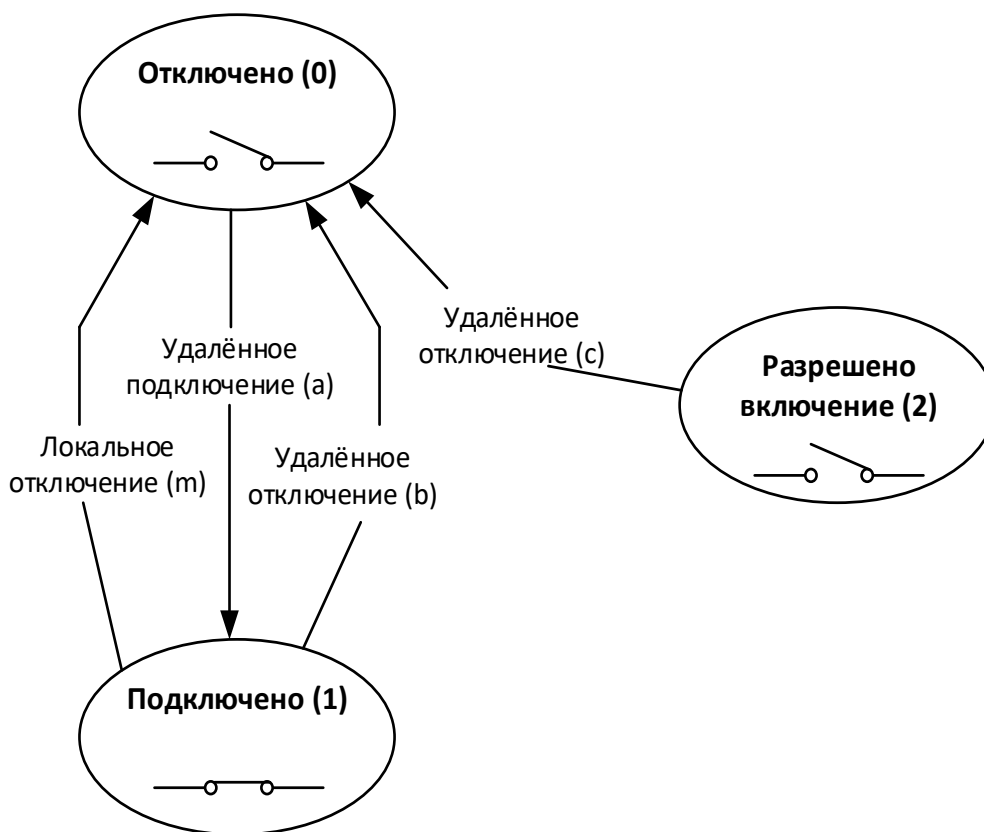 Отключено (0)
Удалённое
подключение (a)
Удалённое
отключение (c)
Разрешено
включение (2)
Локальное
отключение (m)
Удалённое
отключение (b)
Подключено (1)